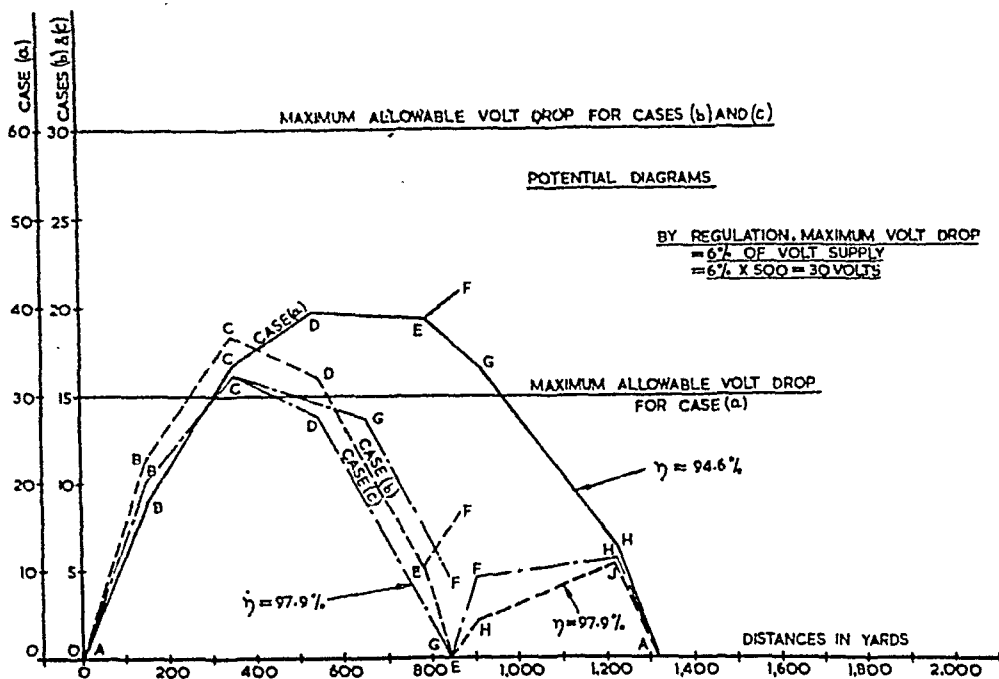 CASE (a)
CASES (b) & (c)
MAXIMUM ALLOWABLE VOLT DROP FOR CASES (b) AND (c)
POTENTIAL DIAGRAMS
BY REGULATION. MAXIMUM VOLT DROP
= 6% OF VOLT SUPPLY
= 6% X 500 = 30 VOLTS
60 30
50 25
40 20
30 15
20 10
10 5
0 0
MAXIMUM ALLOWABLE VOLT DROP
FOR CASE (a)
CASE (a)
CASE (b)
CASE (c)
η = 94.6%
η = 97.9%
η = 97.9%
A
B
B
B
C
C
C
D
D
D
E
E
E
F
F
F
F
G
G
G
H
H
H
J
A
DISTANCES IN YARDS
0 200 400 600 800 1,000 1,200 1,400 1,600 1,800 2.000